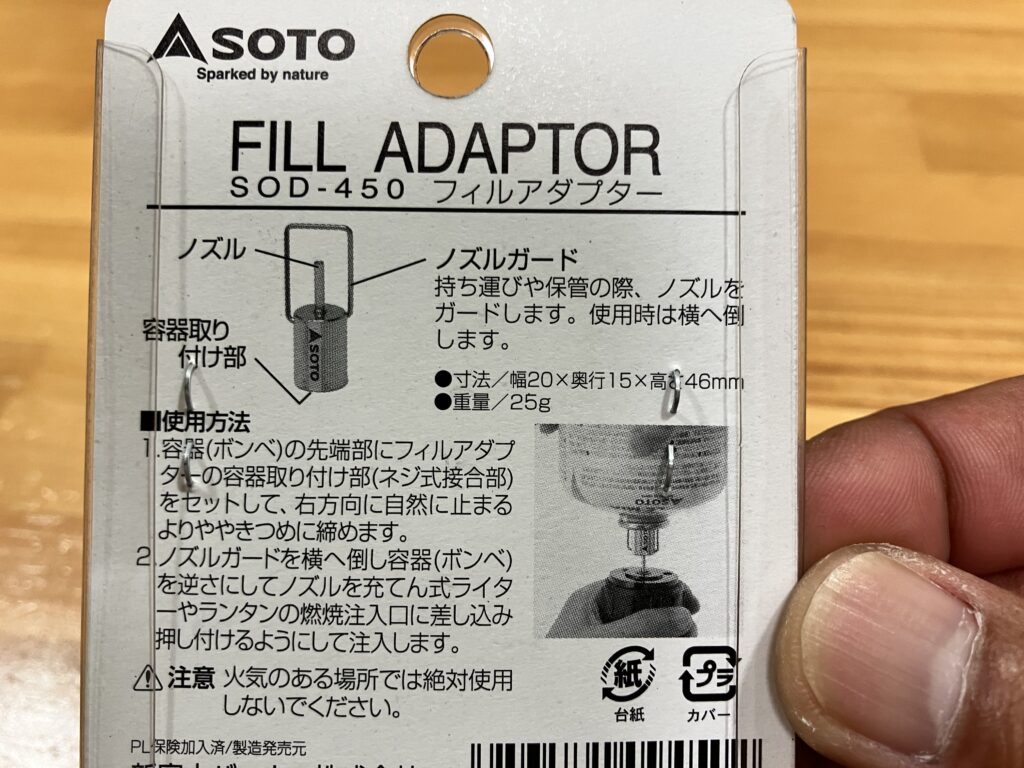 SOTO
Sparked by nature
FILL ADAPTOR
SOD-450 フィルアダプター
ノズル
ノズルガード
持ち運びや保管の際、ノズルを
ガードします。使用時は横へ倒
します。
容器取り
付け部
SOTO
●寸法/幅20×奥行15×高さ46mm
●重量/25g
■使用方法
1.容器(ボンベ)の先端部にフィルアダプ
ターの容器取り付け部(ネジ式接合部)
をセットして、右方向に自然に止まる
よりややきつめに締めます。
2.ノズルガードを横へ倒し容器(ボンベ)
を逆さにしてノズルを充てん式ライタ
ーやランタンの燃焼注入口に差し込み
押し付けるようにして注入します。
SOTO
注意 火気のある場所では絶対使用
しないでください。
紙
台紙
プラ
カバー
PL保険加入済/製造発売元